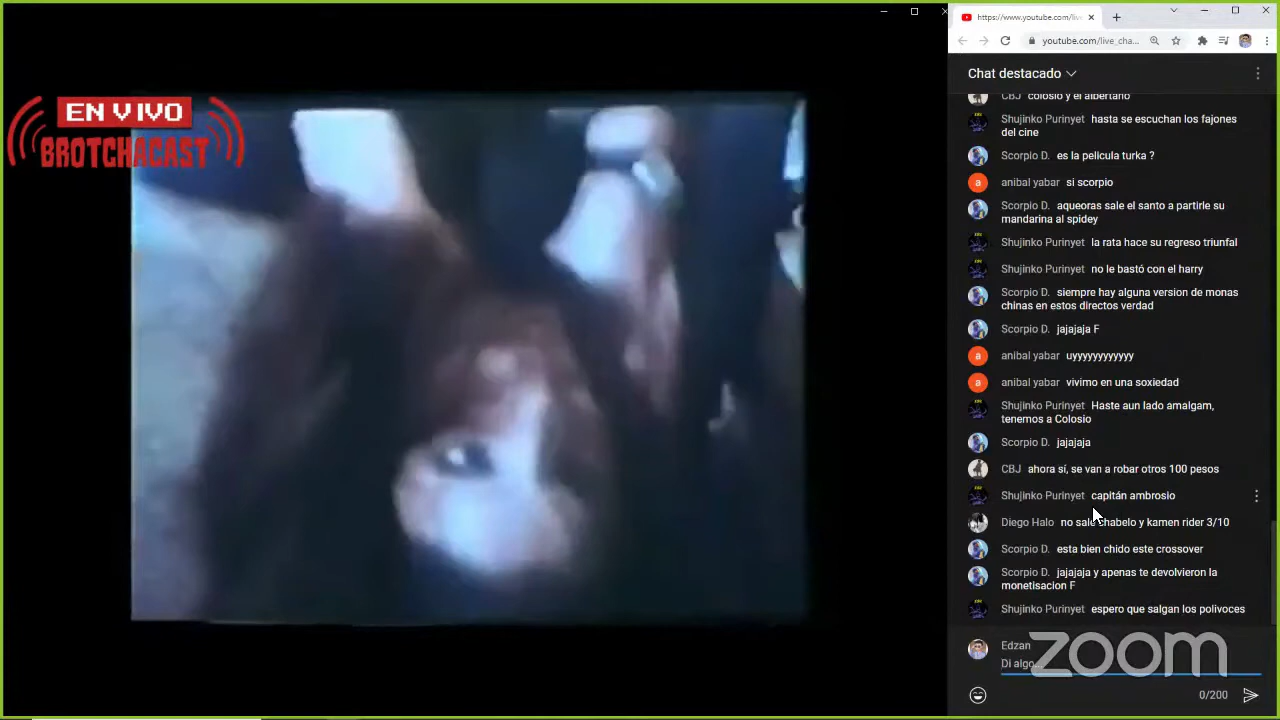 EN VIVO
BROTCHACAST
https://www.youtube.com/liv
youtube.com/live_cha...
Chat destacado
CBJ colosio y el albertano
Shujinko Purinyet hasta se escuchan los fajones
del cine
Scorpio D. es la pelicula turka ?
anibal yabar si scorpio
Scorpio D. aqueoras sale el santo a partirle su
mandarina al spidey
Shujinko Purinyet la rata hace su regreso triunfal
Shujinko Purinyet no le bastó con el harry
Scorpio D. siempre hay alguna version de monas
chinas en estos directos verdad
Scorpio D. jajajaja F
a anibal yabar uyyyyyyyyyyy
a anibal yabar vivimo en una soxiedad
Shujinko Purinyet Haste aun lado amalgam,
tenemos a Colosio
Scorpio D. jajajaja
CBJ ahora sí, se van a robar otros 100 pesos
Shujinko Purinyet capitán ambrosio
Diego Halo no sale chabelo y kamen rider 3/10
Scorpio D. esta bien chido este crossover
Scorpio D. jajajaja y apenas te devolvieron la
monetisacion F
Shujinko Purinyet espero que salgan los polivoces
Edzan
Di algo...
zoom
0/200